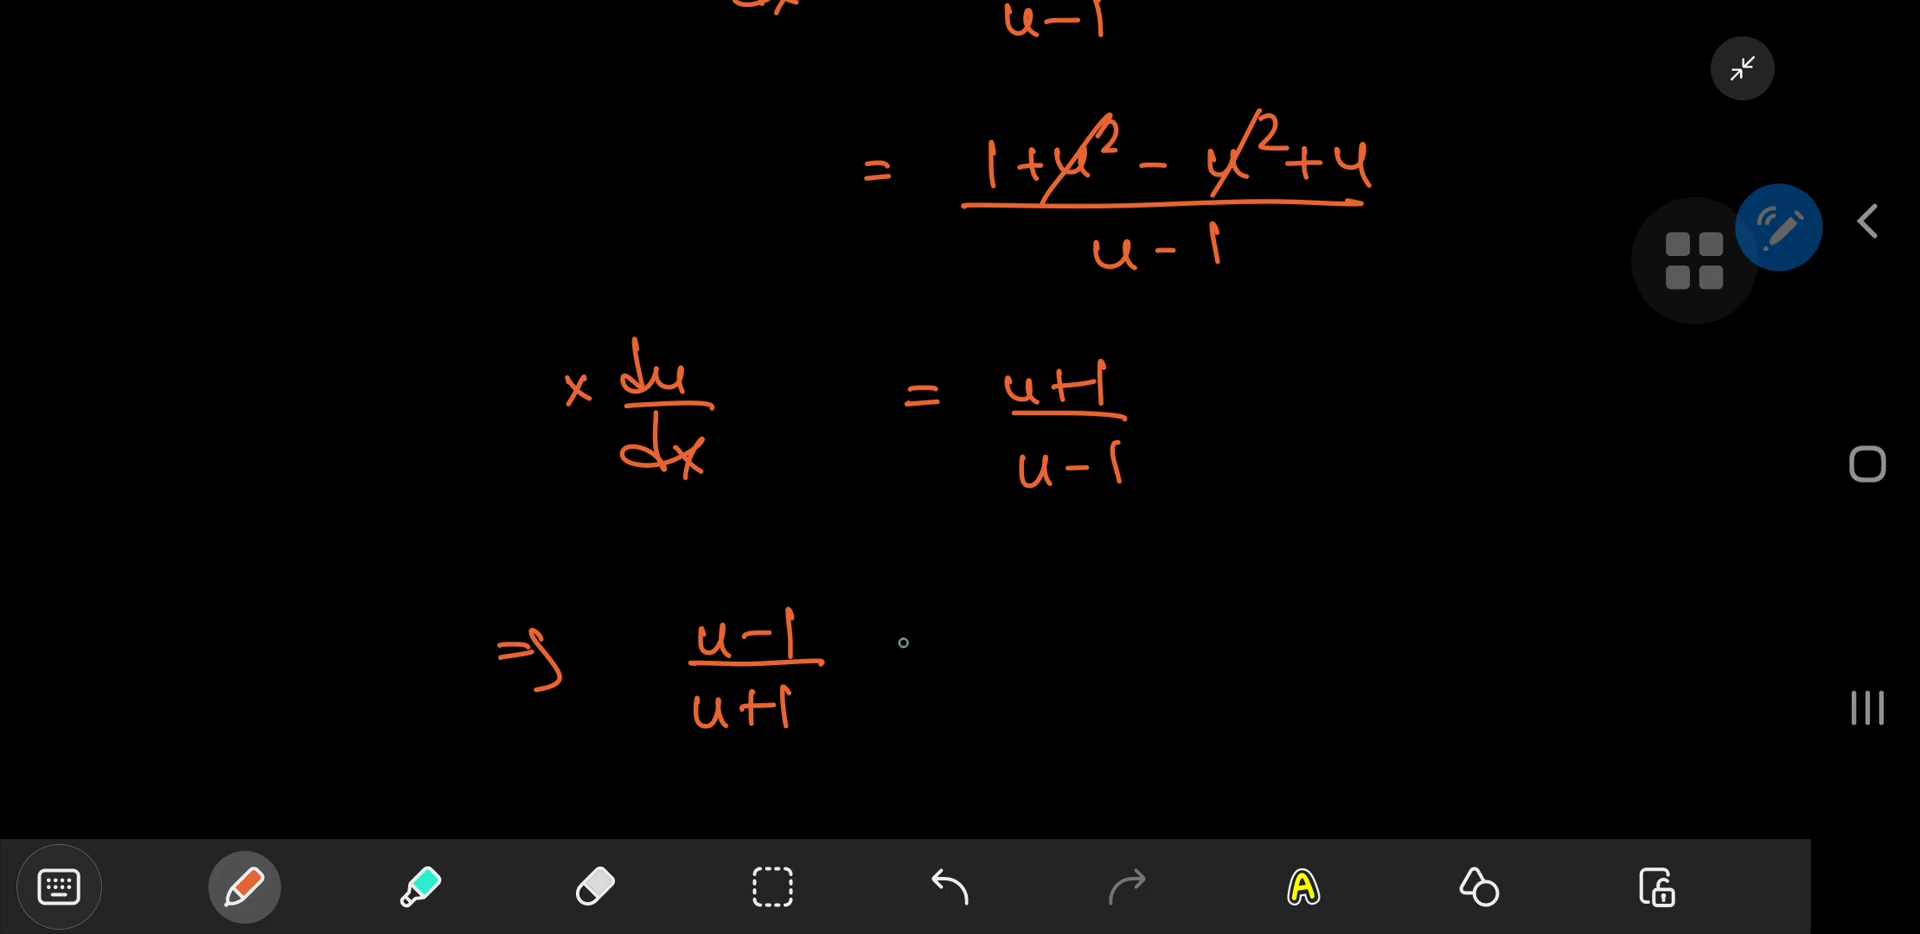 u-1
= (1+u² - u²+u)/(u-1)
x du/dx = (u+1)/(u-1)
=> (u-1)/(u+1)
A